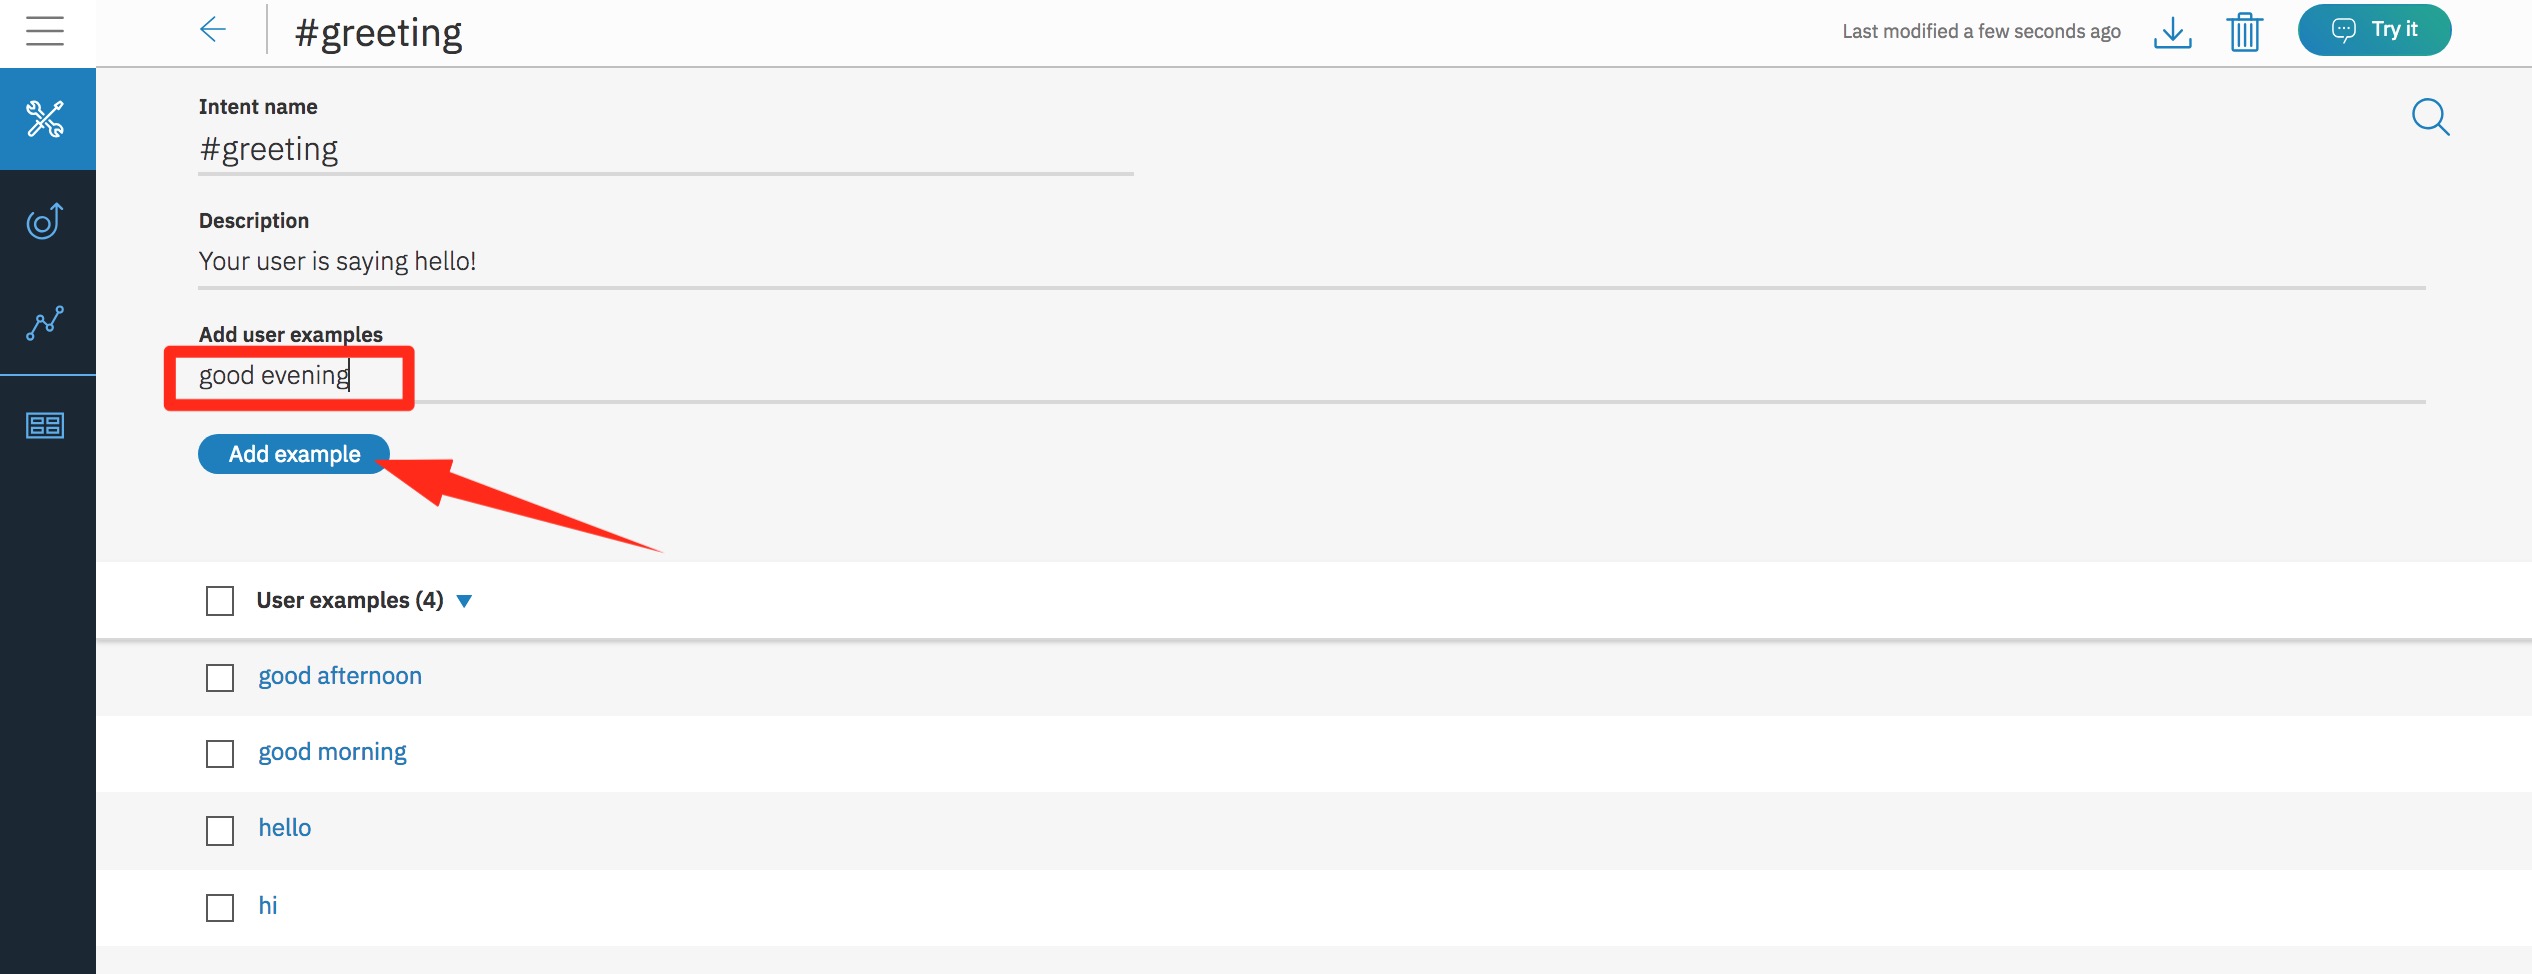 #greeting
Last modified a few seconds ago
Try it
Intent name
#greeting
Description
Your user is saying hello!
Add user examples
good evening
Add example
User examples (4)
good afternoon
good morning
hello
hi